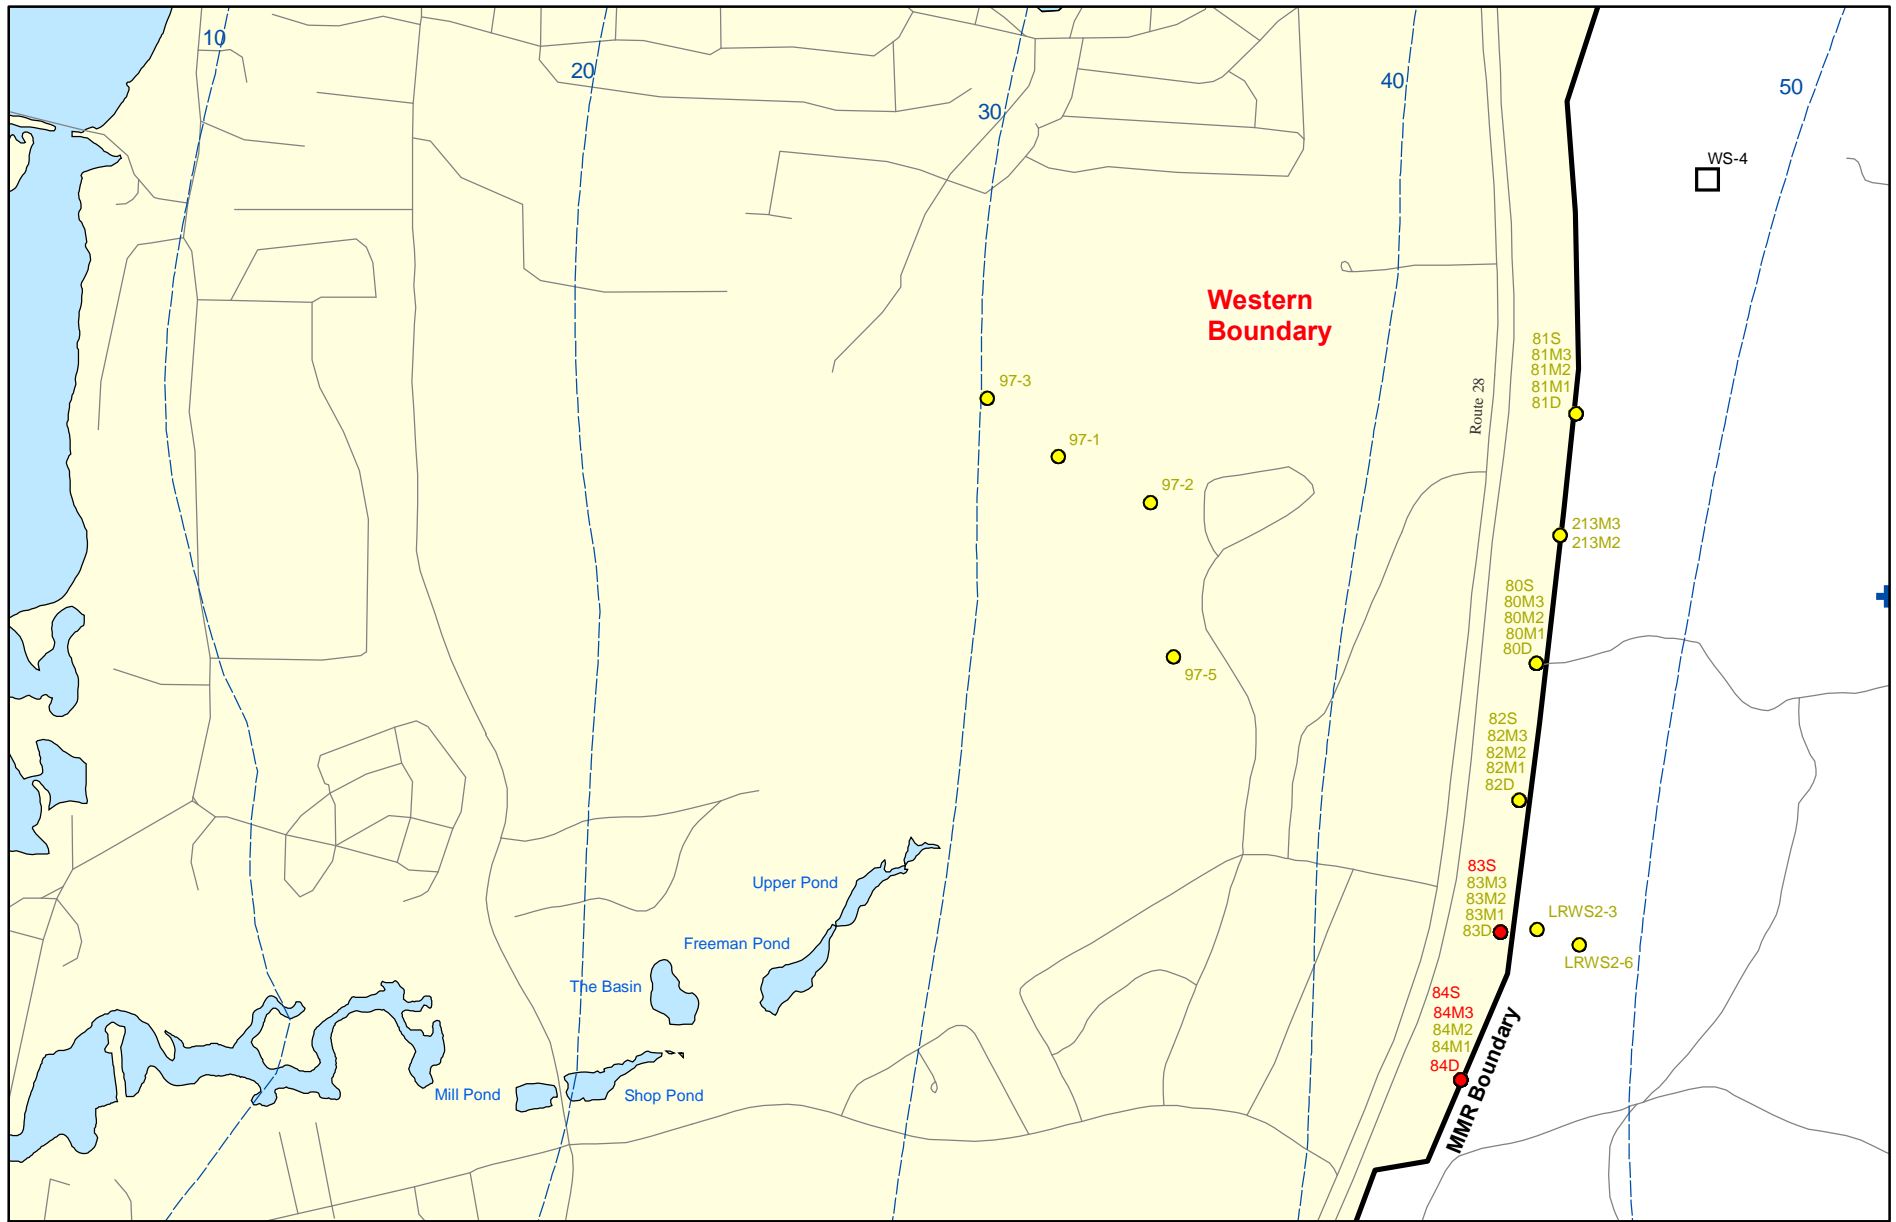 10
20
30
40
50
WS-4
Western
Boundary
Route 28
81S
81M3
81M2
81M1
81D
97-3
97-1
97-2
213M3
213M2
80S
80M3
80M2
80M1
80D
97-5
82S
82M3
82M2
82M1
82D
83S
83M3
83M2
83M1
83D
LRWS2-3
LRWS2-6
Upper Pond
Freeman Pond
The Basin
84S
84M3
84M2
84M1
84D
MMR Boundary
Mill Pond
Shop Pond